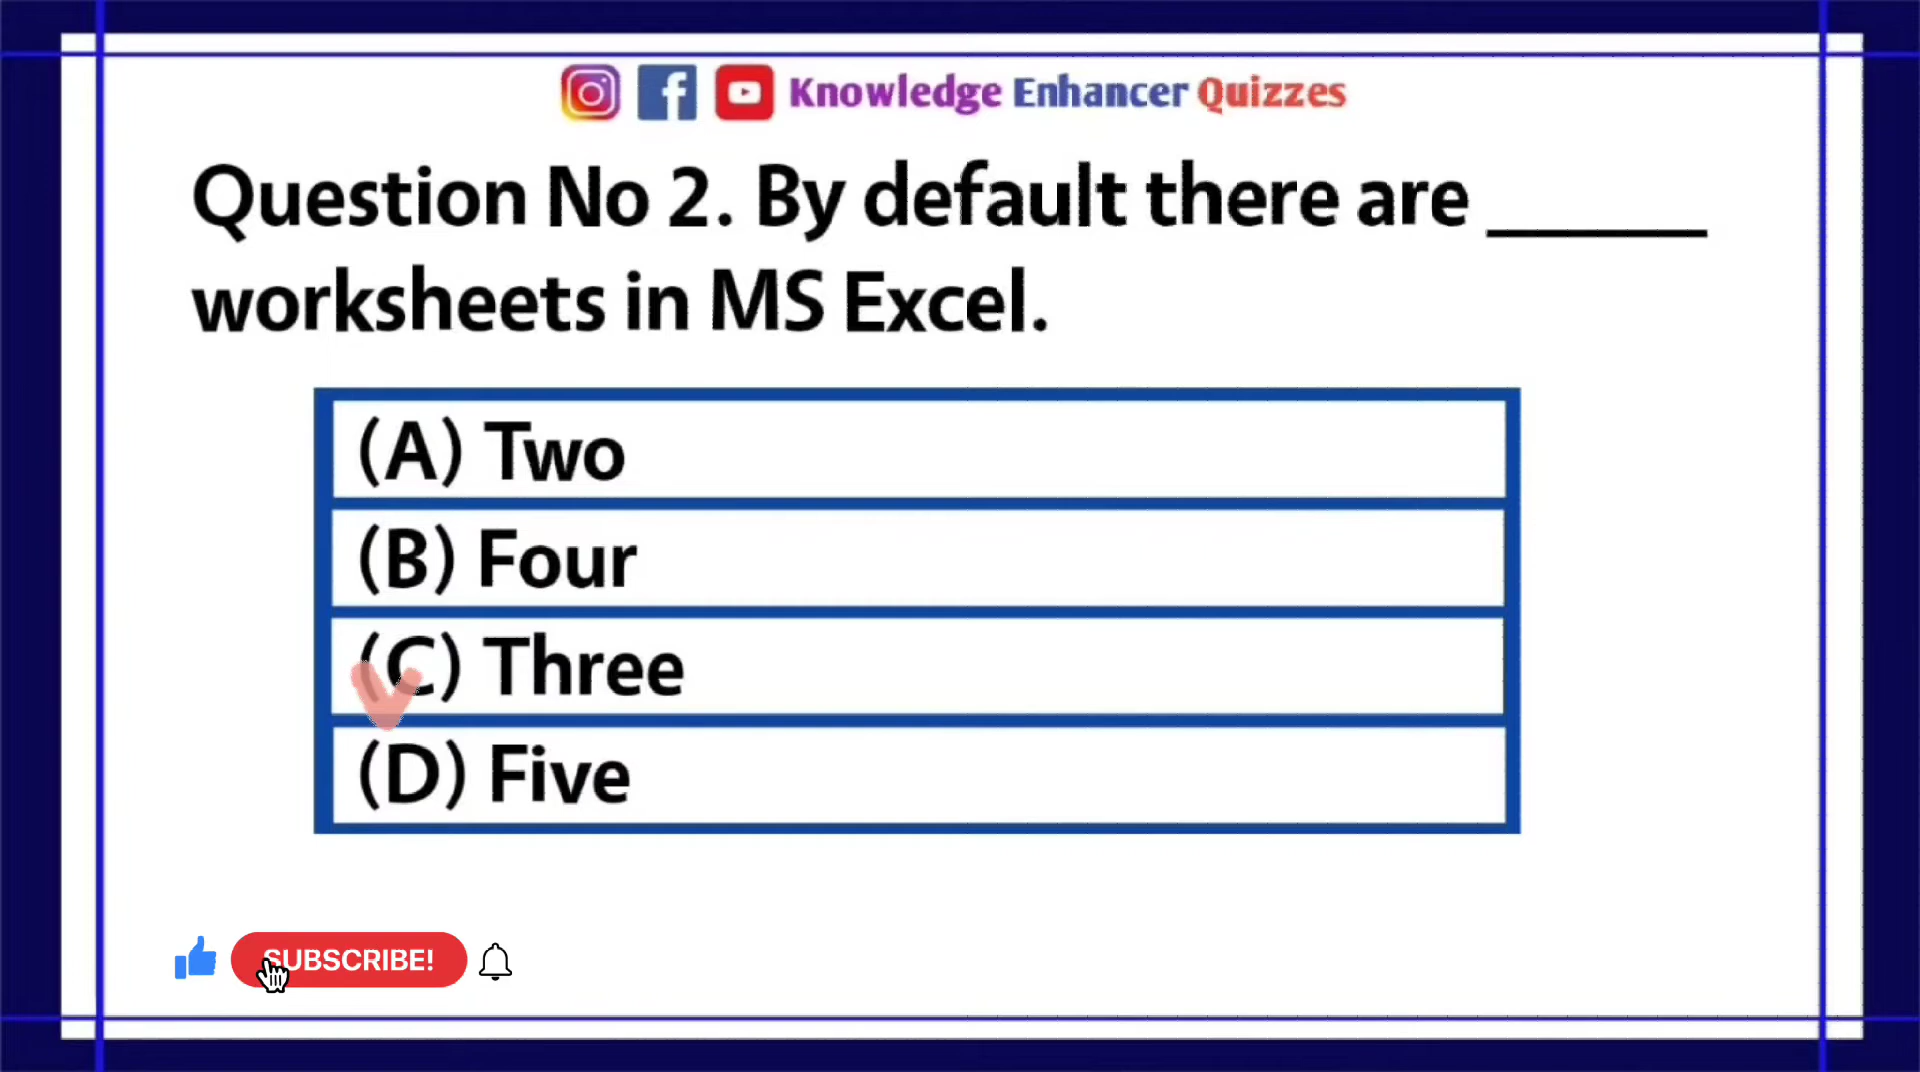 Knowledge Enhancer Quizzes
Question No 2. By default there are ______
worksheets in MS Excel.
(A) Two
(B) Four
(C) Three
(D) Five
SUBSCRIBE!